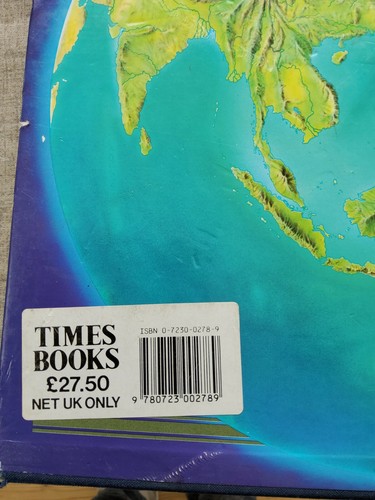 TIMES
BOOKS
£27.50
NET UK ONLY
ISBN 0-7230-0278-9
9 780723 002789